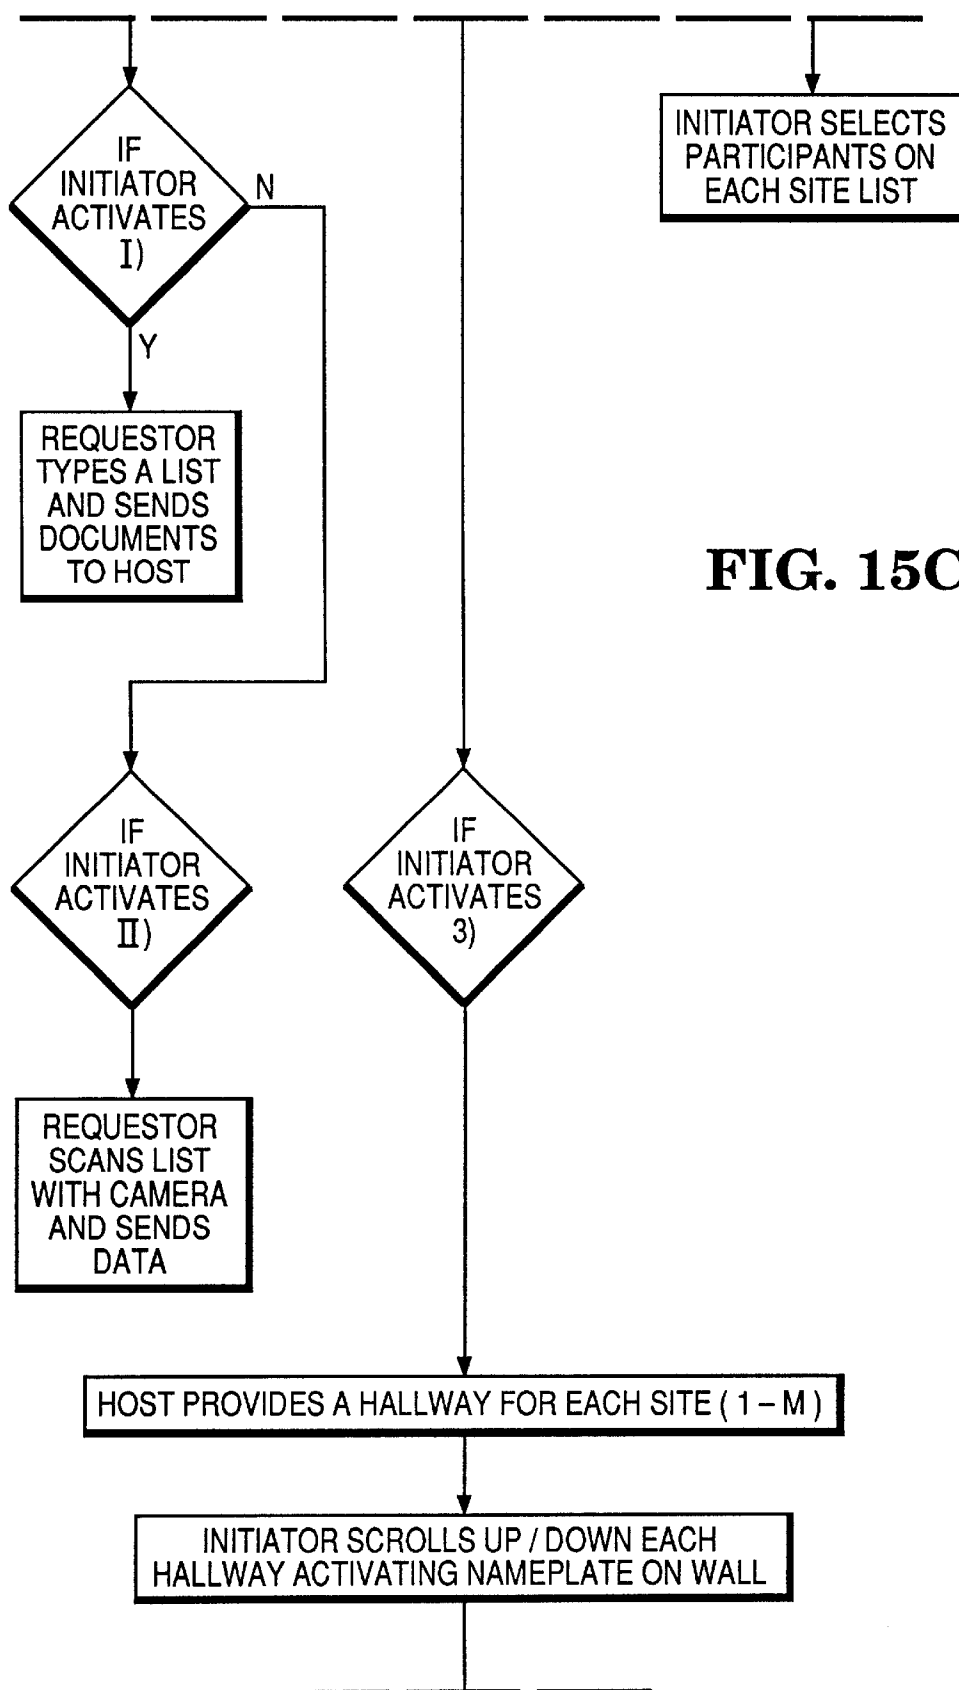 IF
INITIATOR
ACTIVATES
I)
N
Y
INITIATOR SELECTS
PARTICIPANTS ON
EACH SITE LIST
REQUESTOR
TYPES A LIST
AND SENDS
DOCUMENTS
TO HOST
FIG. 15C
IF
INITIATOR
ACTIVATES
II)
IF
INITIATOR
ACTIVATES
3)
REQUESTOR
SCANS LIST
WITH CAMERA
AND SENDS
DATA
HOST PROVIDES A HALLWAY FOR EACH SITE ( 1 – M )
INITIATOR SCROLLS UP / DOWN EACH
HALLWAY ACTIVATING NAMEPLATE ON WALL